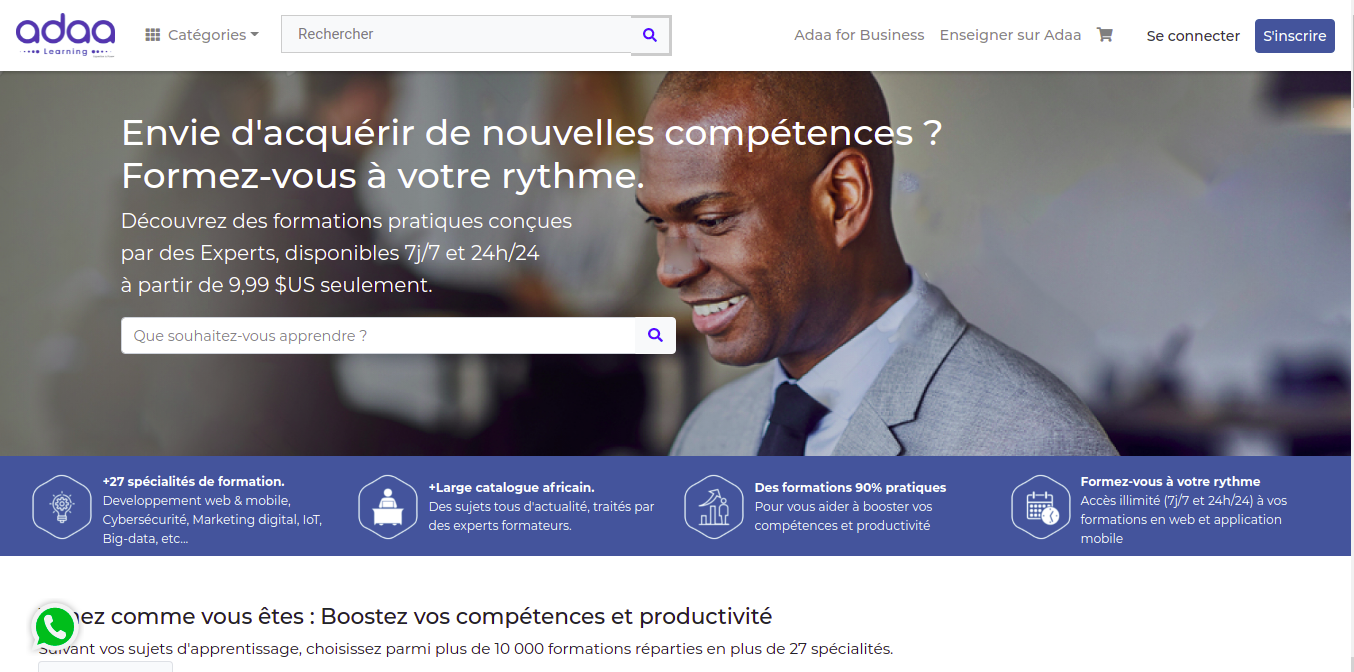 adaa
Learning
Catégories
Rechercher
Adaa for Business
Enseigner sur Adaa
Se connecter
S'inscrire
Envie d'acquérir de nouvelles compétences ?
Formez-vous à votre rythme.
Découvrez des formations pratiques conçues
par des Experts, disponibles 7j/7 et 24h/24
à partir de 9,99 $US seulement.
Que souhaitez-vous apprendre ?
+27 spécialités de formation.
Developpement web & mobile,
Cybersécurité, Marketing digital, IoT,
Big-data, etc...
+Large catalogue africain.
Des sujets tous d'actualité, traités par
des experts formateurs.
Des formations 90% pratiques
Pour vous aider à booster vos
compétences et productivité
Formez-vous à votre rythme
Accès illimité (7j/7 et 24h/24) à vos
formations en web et application
mobile
comme vous êtes : Boostez vos compétences et productivité
vos sujets d'apprentissage, choisissez parmi plus de 10 000 formations réparties en plus de 27 spécialités.